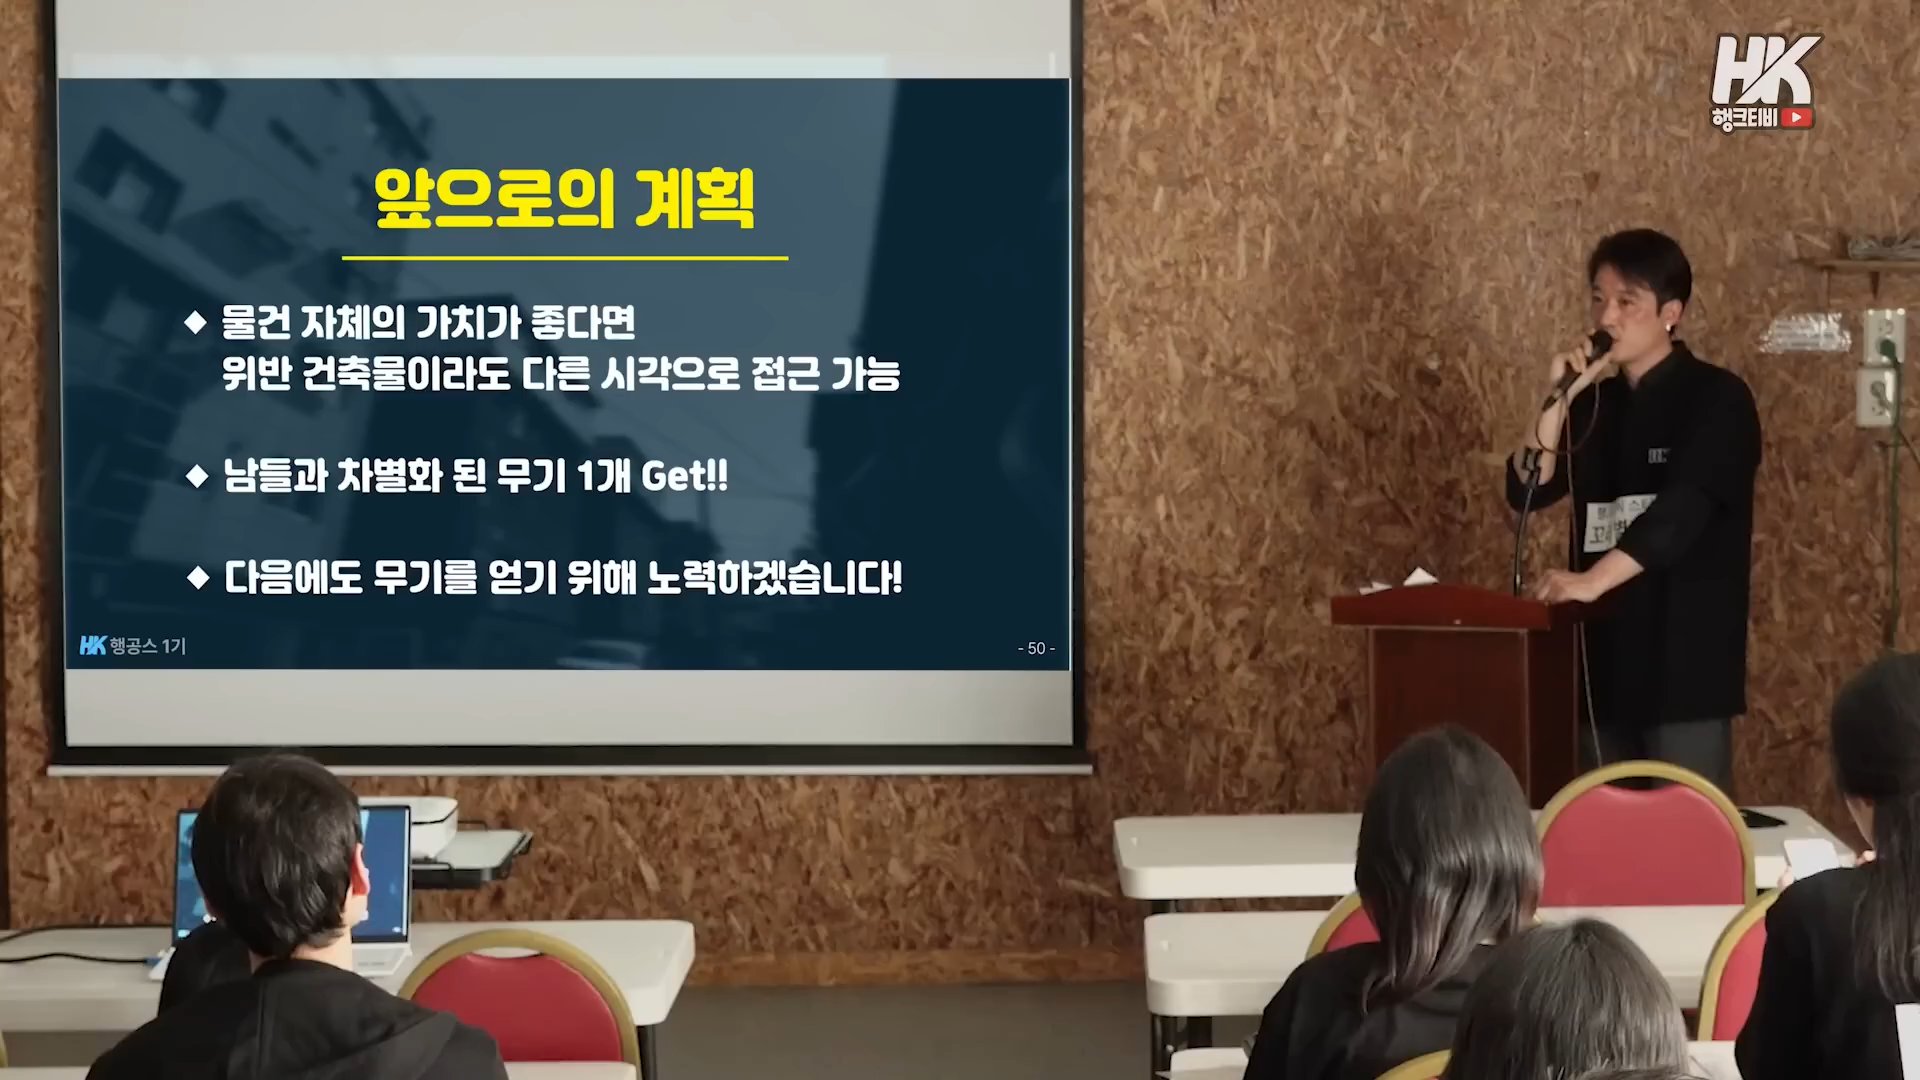 HK
행크티비
앞으로의 계획
◆ 물건 자체의 가치가 좋다면
위반 건축물이라도 다른 시각으로 접근 가능
◆ 남들과 차별화 된 무기 1개 Get!!
◆ 다음에도 무기를 얻기 위해 노력하겠습니다!
HK 행공스 1기
- 50 -
HK